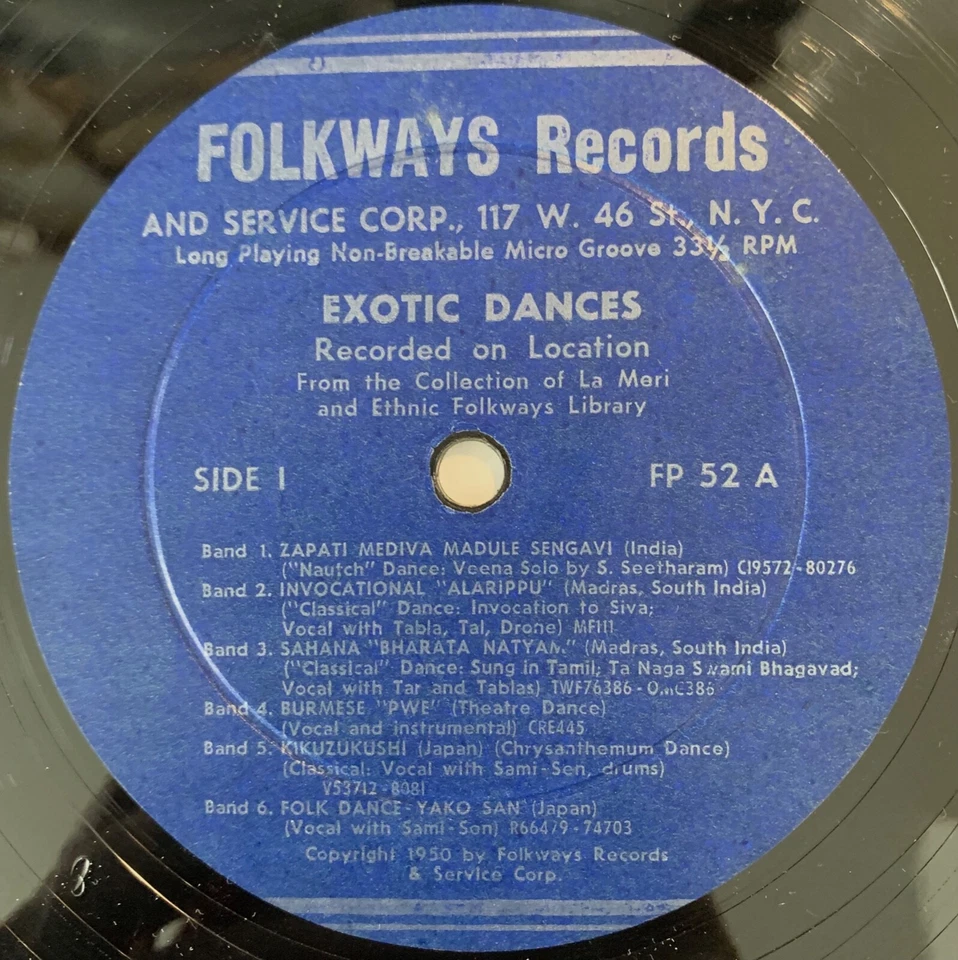 FOLKWAYS Records
AND SERVICE CORP., 117 W. 46 St., N. Y. C.
Long Playing Non-Breakable Micro Groove 33⅓ RPM
EXOTIC DANCES
Recorded on Location
From the Collection of La Meri
and Ethnic Folkways Library
SIDE I FP 52 A
Band 1. ZAPATI MEDIVA MADULE SENGAVI (India)
("Nautch" Dance: Veena Solo by S. Seetharam) CI9572-80276
Band 2. INVOCATIONAL "ALARIPPU" (Madras, South India)
("Classical" Dance: Invocation to Siva;
Vocal with Tabla, Tal, Drone) MF111
Band 3. SAHANA "BHARATA NATYAM." (Madras, South India)
("Classical" Dance: Sung in Tamil; Ta Naga Swami Bhagavad;
Vocal with Tar and Tablas) TWF76386 - OMC386
Band 4. BURMESE "PWE" (Theatre Dance)
(Vocal and instrumental) CRE445
Band 5. KIKUZUKUSHI (Japan) (Chrysanthemum Dance)
(Classical: Vocal with Sami-Sen, drums)
V53712-8081
Band 6. FOLK DANCE-YAKO SAN (Japan)
(Vocal with Sami-Sen) R66479-74703
Copyright 1950 by Folkways Records
& Service Corp.